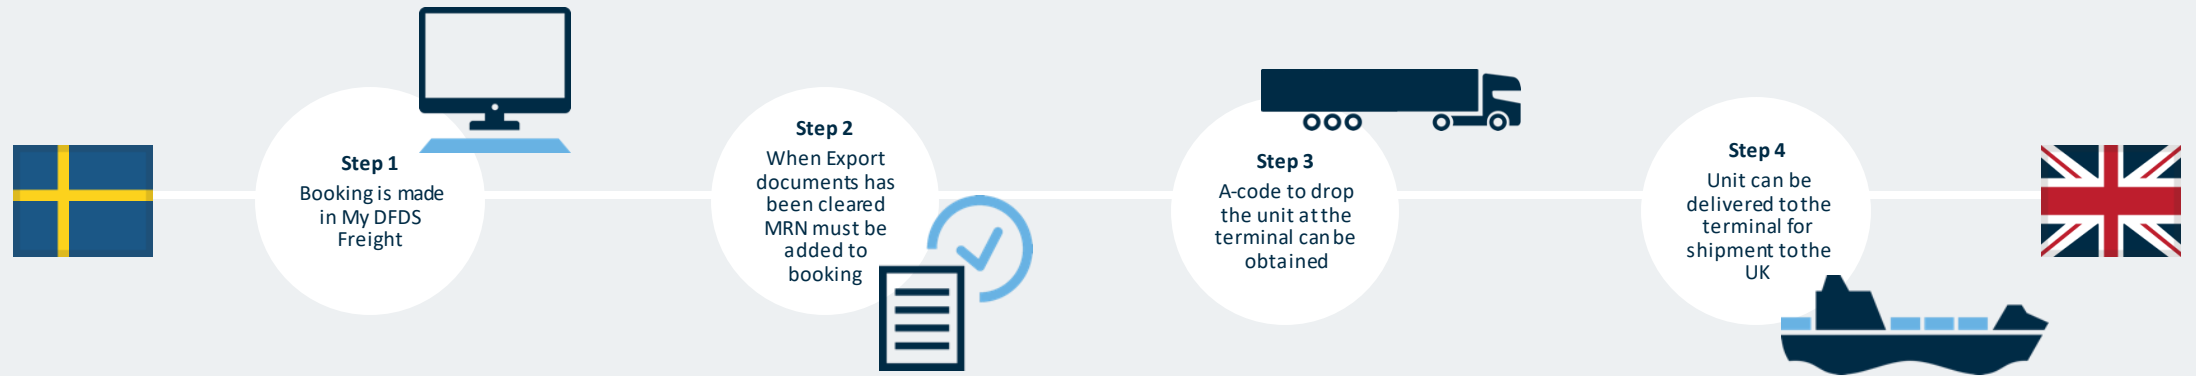 Step 1
Booking is made
in My DFDS
Freight
Step 2
When Export
documents has
been cleared
MRN must be
added to
booking
Step 3
A-code to drop
the unit at the
terminal can be
obtained
Step 4
Unit can be
delivered to the
terminal for
shipment to the
UK